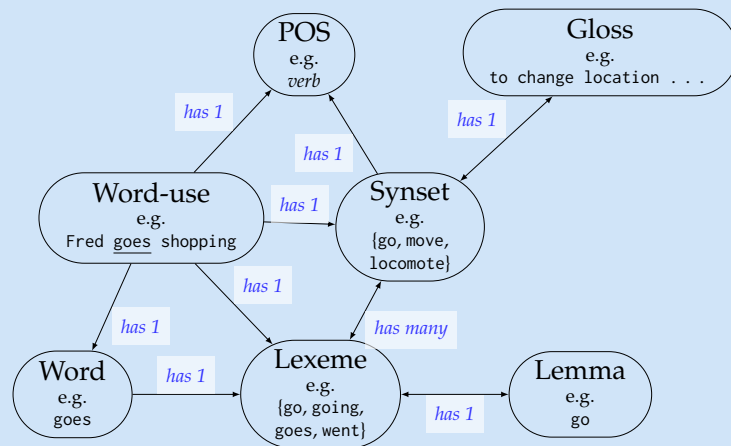 POS
e.g.
verb
Gloss
e.g.
to change location . . .
has 1
has 1
has 1
Word-use
e.g.
Fred goes shopping
has 1
Synset
e.g.
{go, move,
locomote}
has 1
has 1
has many
Word
e.g.
goes
has 1
Lexeme
e.g.
{go, going,
goes, went}
has 1
Lemma
e.g.
go